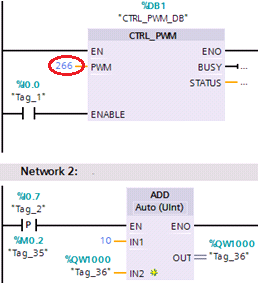 %DB1
"CTRL_PWM_DB"
CTRL_PWM
EN ENO
266 PWM BUSY ...
STATUS ...
%I0.0
"Tag_1"
ENABLE
Network 2: .
%I0.7
"Tag_2"
ADD
Auto (UInt)
P
EN ENO
%M0.2
"Tag_35"
10 IN1
%QW1000
OUT "Tag_36"
%QW1000
"Tag_36" IN2